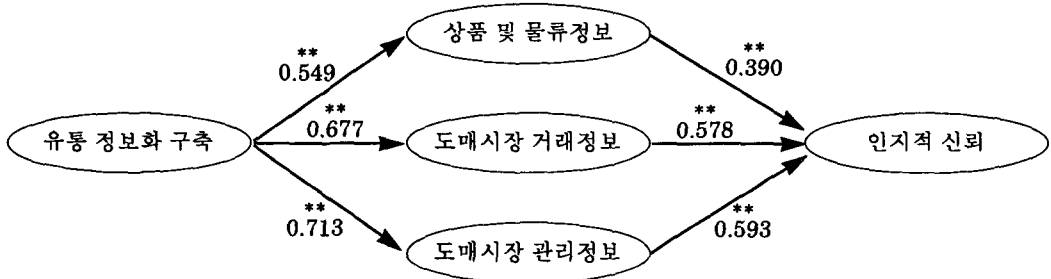 상품 및 물류정보
**
0.549
**
0.390
유통 정보화 구축
**
0.677
도매시장 거래정보
**
0.578
인지적 신뢰
**
0.713
도매시장 관리정보
**
0.593